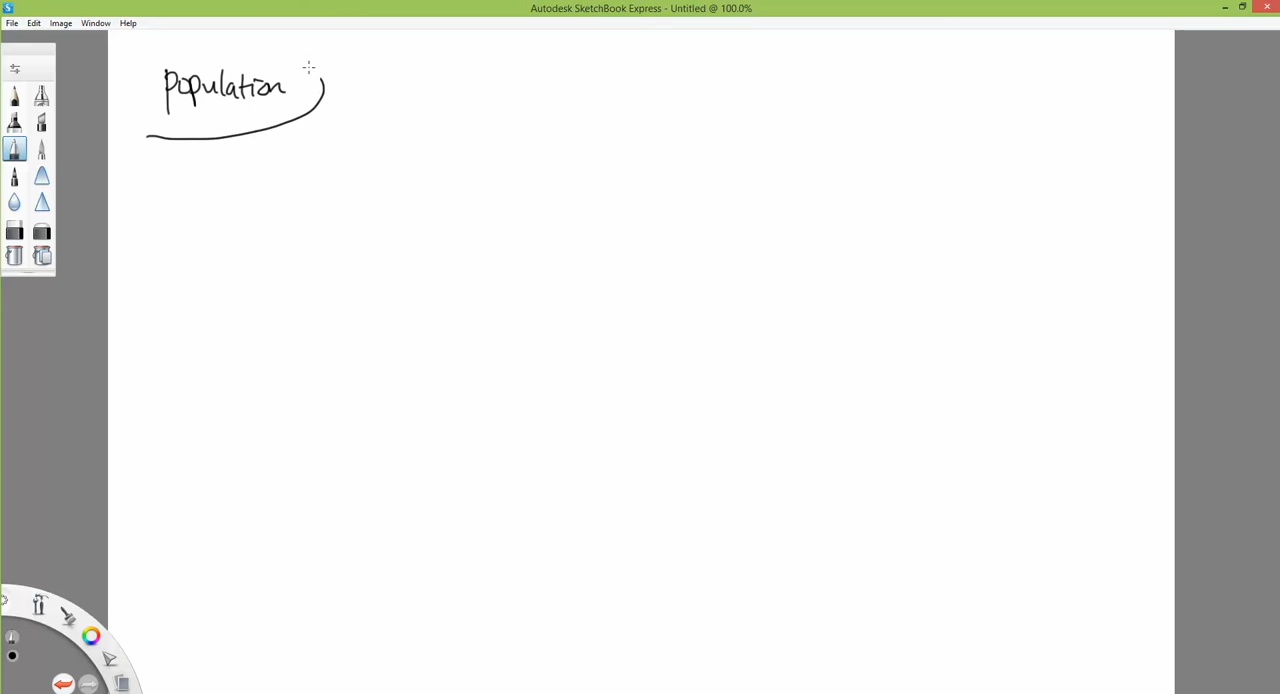 Autodesk SketchBook Express - Untitled @ 100.0%
File Edit Image Window Help
Population